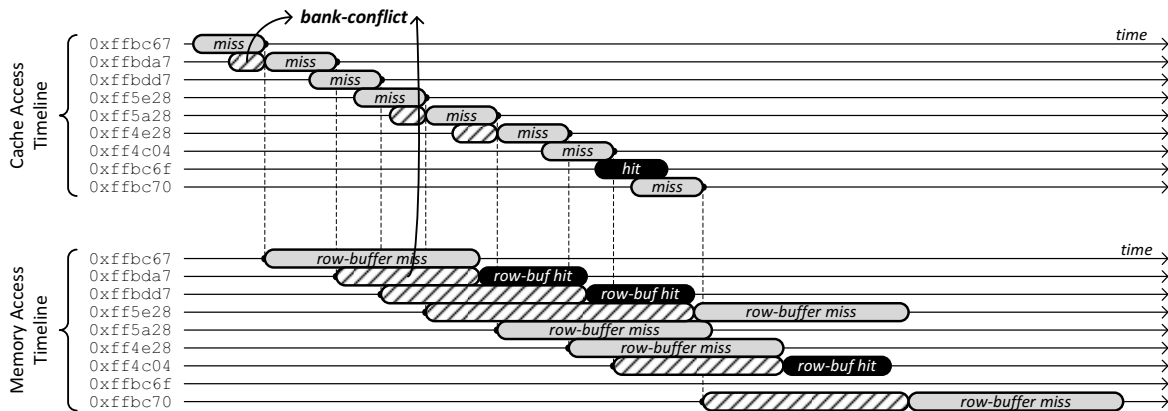 bank-conflict
Cache Access
Timeline
time
0xffbc67 miss
0xffbda7 miss
0xffbdd7 miss
0xff5e28 miss
0xff5a28 miss
0xff4e28 miss
0xff4c04 miss
0xffbc6f hit
0xffbc70 miss
Memory Access
Timeline
time
0xffbc67 row-buffer miss
0xffbda7 row-buf hit
0xffbdd7 row-buf hit
0xff5e28 row-buffer miss
0xff5a28 row-buffer miss
0xff4e28 row-buffer miss
0xff4c04 row-buf hit
0xffbc6f
0xffbc70 row-buffer miss